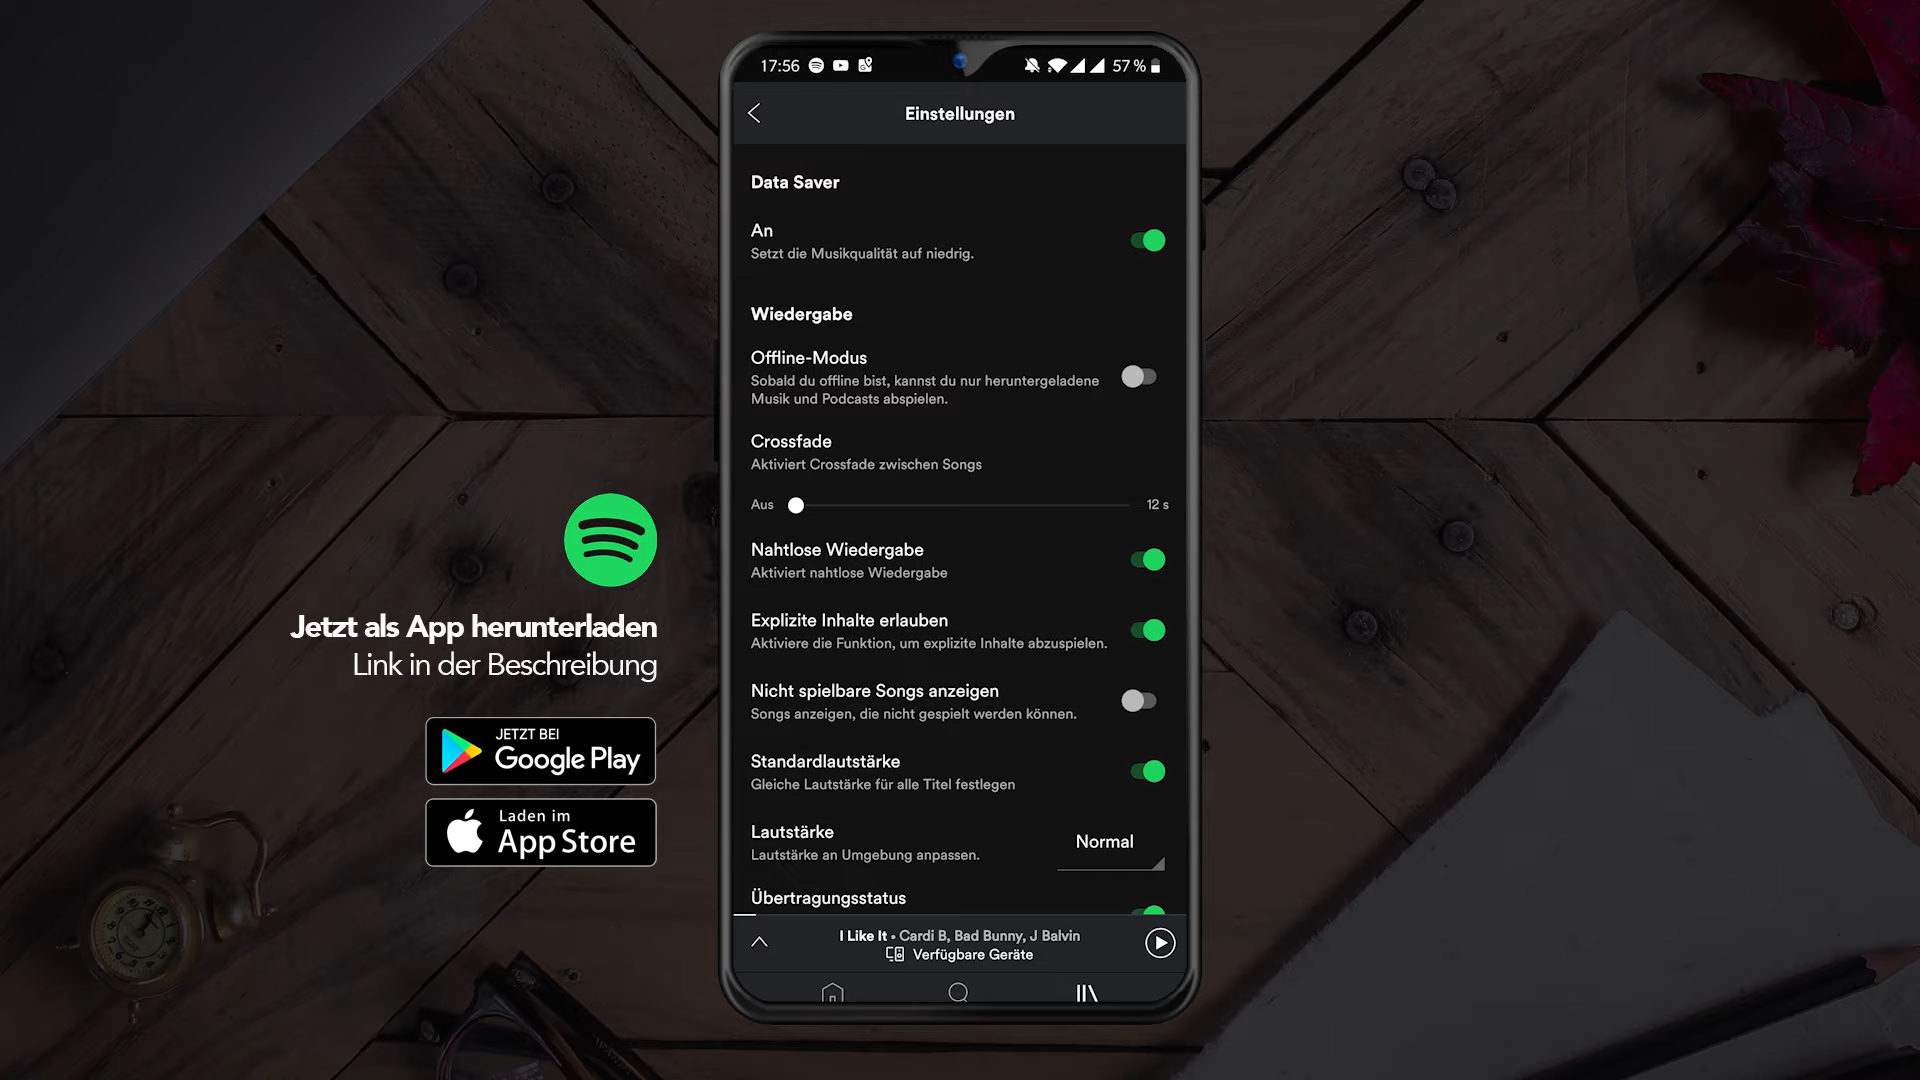 17:56
57 %
Einstellungen
Data Saver
An
Setzt die Musikqualität auf niedrig.
Wiedergabe
Offline-Modus
Sobald du offline bist, kannst du nur heruntergeladene
Musik und Podcasts abspielen.
Crossfade
Aktiviert Crossfade zwischen Songs
Aus
12 s
Nahtlose Wiedergabe
Aktiviert nahtlose Wiedergabe
Explizite Inhalte erlauben
Aktiviere die Funktion, um explizite Inhalte abzuspielen.
Nicht spielbare Songs anzeigen
Songs anzeigen, die nicht gespielt werden können.
Standardlautstärke
Gleiche Lautstärke für alle Titel festlegen
Lautstärke
Lautstärke an Umgebung anpassen.
Normal
Übertragungsstatus
I Like It • Cardi B, Bad Bunny, J Balvin
Verfügbare Geräte
Jetzt als App herunterladen
Link in der Beschreibung
JETZT BEI
Google Play
Laden im
App Store